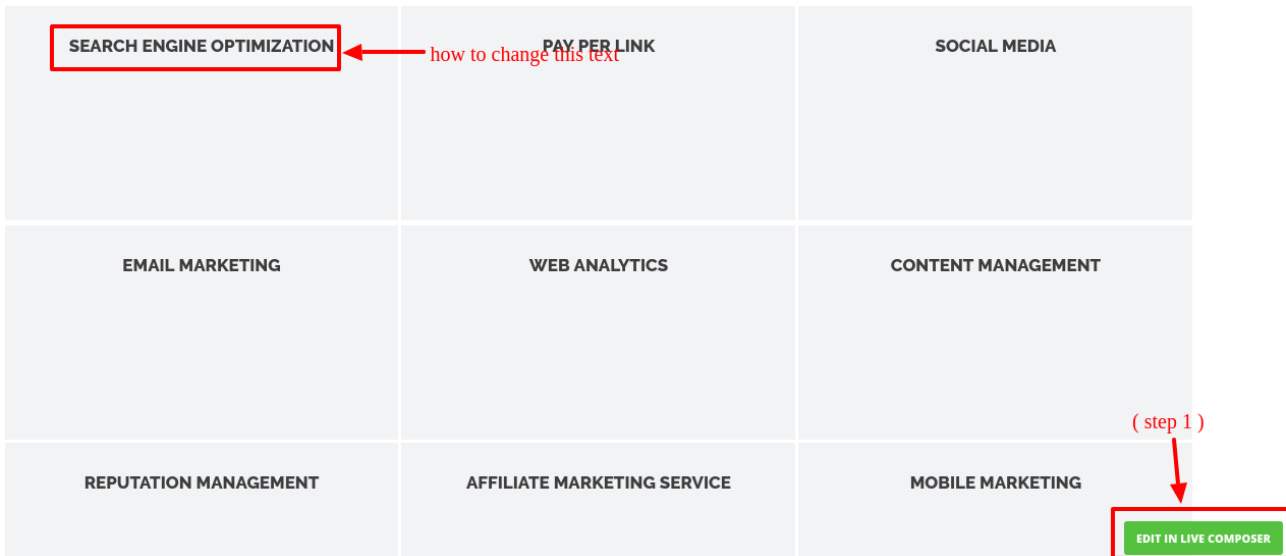 SEARCH ENGINE OPTIMIZATION
how to change this text
PAY PER LINK
SOCIAL MEDIA
EMAIL MARKETING
WEB ANALYTICS
CONTENT MANAGEMENT
( step 1 )
REPUTATION MANAGEMENT
AFFILIATE MARKETING SERVICE
MOBILE MARKETING
EDIT IN LIVE COMPOSER